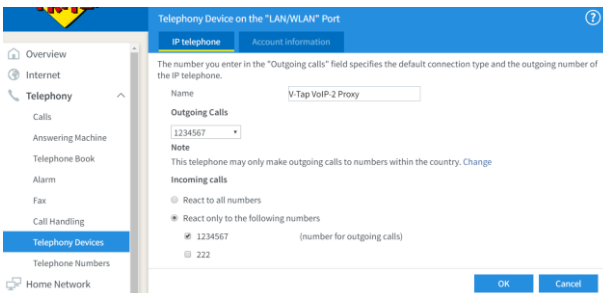 Telephony Device on the "LAN/WLAN" Port
IP telephone
Account information
Overview
Internet
Telephony
Calls
Answering Machine
Telephone Book
Alarm
Fax
Call Handling
Telephony Devices
Telephone Numbers
Home Network
The number you enter in the "Outgoing calls" field specifies the default connection type and the outgoing number of
the IP telephone.
Name V-Tap VoIP-2 Proxy
Outgoing Calls
1234567
Note
This telephone may only make outgoing calls to numbers within the country. Change
Incoming calls
React to all numbers
React only to the following numbers
1234567 (number for outgoing calls)
222
OK
Cancel